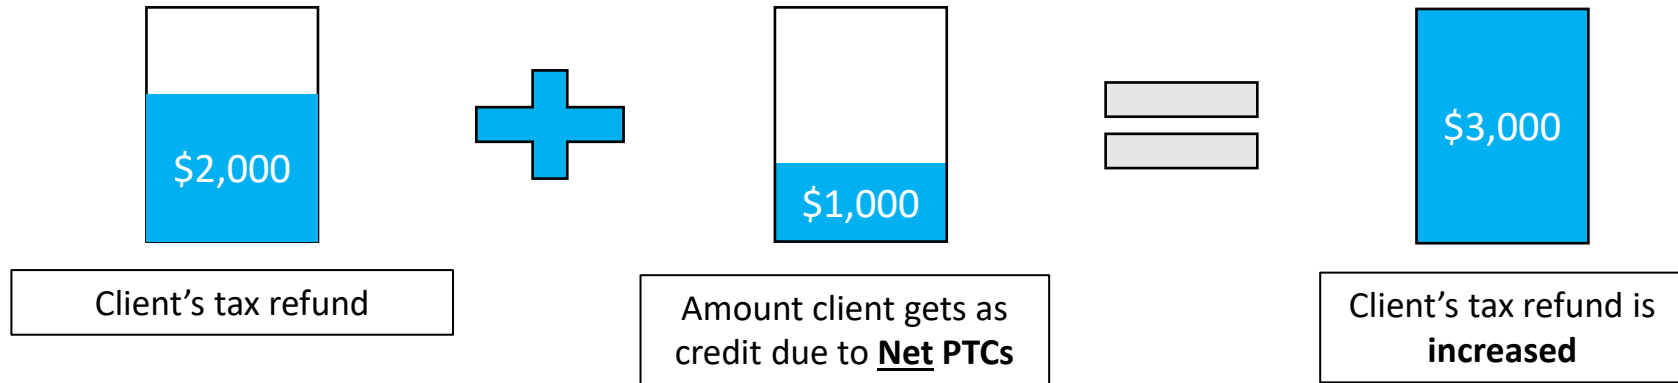 $2,000
$1,000
$3,000
Client’s tax refund
Amount client gets as
credit due to Net PTCs
Client’s tax refund is
increased